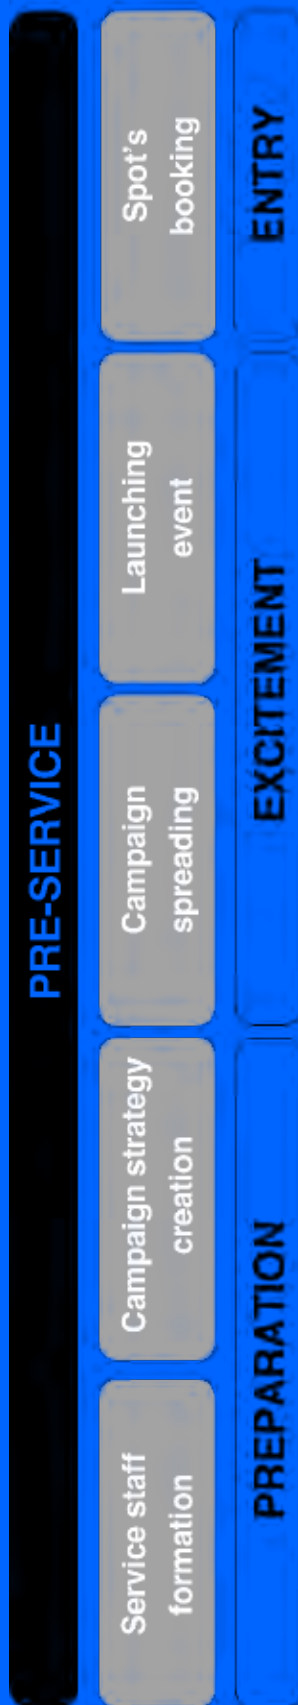 PRE-SERVICE
Service staff
formation
Campaign strategy
creation
Campaign
spreading
Launching
event
Spot's
booking
PREPARATION
EXCITEMENT
ENTRY